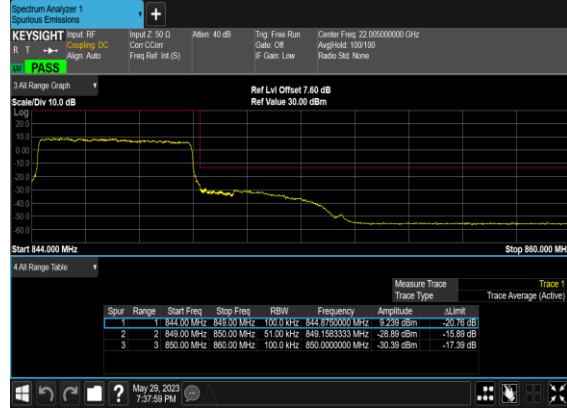 Spectrum Analyzer 1
Spurious Emissions
+
KEYSIGHT Input: RF Input Z: 50 Ω Atten: 40 dB Trig: Free Run Center Freq: 22.005000000 GHz
R T Coupling: DC Corr CCorr Gate: Off Avg|Hold: 100/100
Align: Auto Freq Ref: Int (S) IF Gain: Low Radio Std: None
PASS
3 All Range Graph Ref Lvl Offset 7.60 dB
Scale/Div 10.0 dB Ref Value 30.00 dBm
Log
20.0
10.0
0.00
-10.0
-20.0
-30.0
-40.0
-50.0
-60.0
Start 844.000 MHz Stop 860.000 MH
4 All Range Table
Measure Trace Trace 1
Trace Type Trace Average (Active)
Spur Range Start Freq Stop Freq RBW Frequency Amplitude ΔLimit
1 1 844.00 MHz 849.00 MHz 100.0 kHz 844.8750000 MHz 9.239 dBm -20.76 dB
2 2 849.00 MHz 850.00 MHz 51.00 kHz 849.1583333 MHz -28.89 dBm -15.89 dB
3 3 850.00 MHz 860.00 MHz 100.0 kHz 850.0000000 MHz -30.39 dBm -17.39 dB
? May 29, 2023
7:37:59 PM